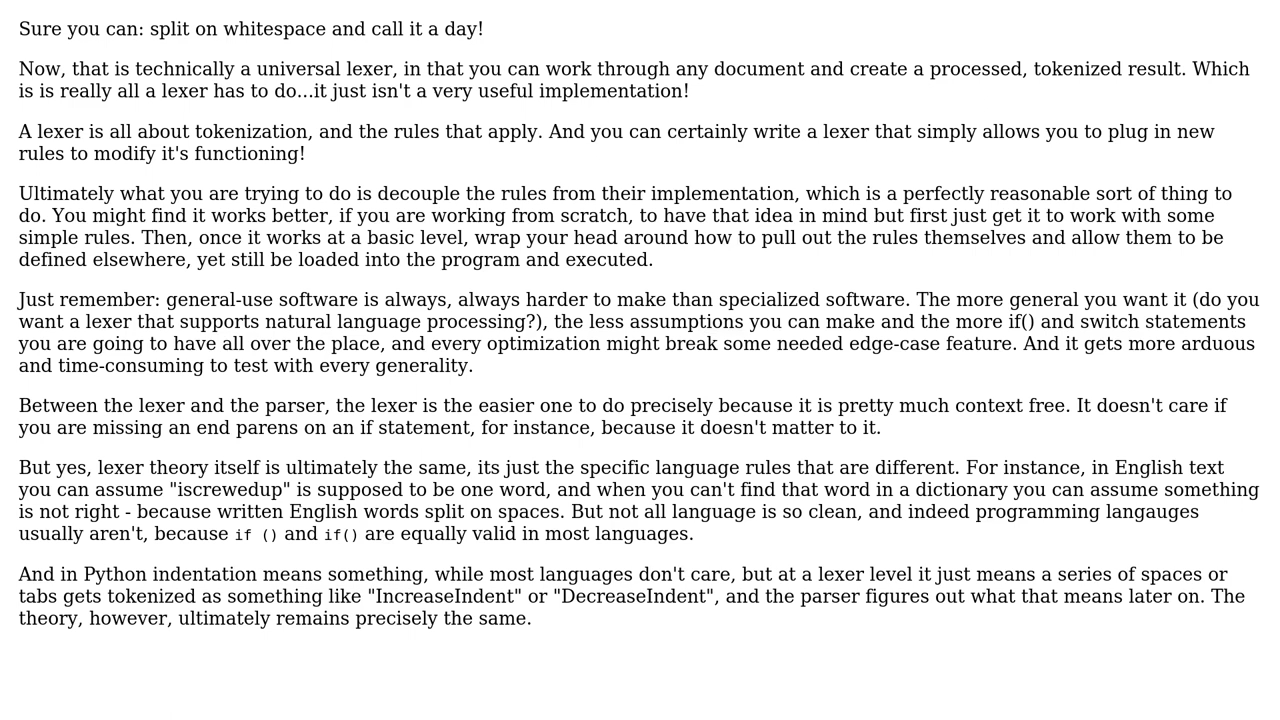 Sure you can: split on whitespace and call it a day!
Now, that is technically a universal lexer, in that you can work through any document and create a processed, tokenized result. Which
is is really all a lexer has to do...it just isn't a very useful implementation!
A lexer is all about tokenization, and the rules that apply. And you can certainly write a lexer that simply allows you to plug in new
rules to modify it's functioning!
Ultimately what you are trying to do is decouple the rules from their implementation, which is a perfectly reasonable sort of thing to
do. You might find it works better, if you are working from scratch, to have that idea in mind but first just get it to work with some
simple rules. Then, once it works at a basic level, wrap your head around how to pull out the rules themselves and allow them to be
defined elsewhere, yet still be loaded into the program and executed.
Just remember: general-use software is always, always harder to make than specialized software. The more general you want it (do you
want a lexer that supports natural language processing?), the less assumptions you can make and the more if() and switch statements
you are going to have all over the place, and every optimization might break some needed edge-case feature. And it gets more arduous
and time-consuming to test with every generality.
Between the lexer and the parser, the lexer is the easier one to do precisely because it is pretty much context free. It doesn't care if
you are missing an end parens on an if statement, for instance, because it doesn't matter to it.
But yes, lexer theory itself is ultimately the same, its just the specific language rules that are different. For instance, in English text
you can assume "iscrewedup" is supposed to be one word, and when you can't find that word in a dictionary you can assume something
is not right - because written English words split on spaces. But not all language is so clean, and indeed programming langauges
usually aren't, because if () and if() are equally valid in most languages.
And in Python indentation means something, while most languages don't care, but at a lexer level it just means a series of spaces or
tabs gets tokenized as something like "IncreaseIndent" or "DecreaseIndent", and the parser figures out what that means later on. The
theory, however, ultimately remains precisely the same.